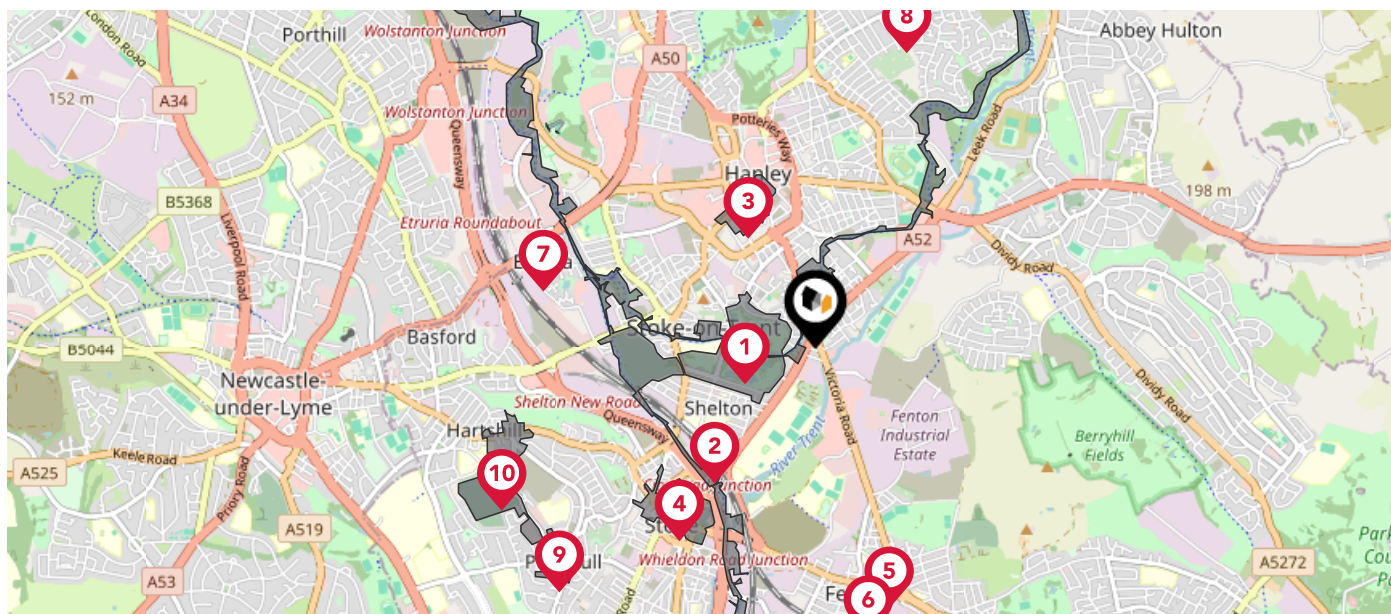 8
London Road
Porthill
Wolstanton Junction
A50
Abbey Hulton
A34
152 m
Wolstanton Junction
Queensway
Potteries Way
Leek Road
Hanley
B5368
3
198 m
Liverpool Road
Etruria Roundabout
A52
7
Dividy Road
Stoke-on-Trent
Basford
1
B5044
Newcastle-
under-Lyme
Victoria Road
Dividy Road
Shelton New Road
Shelton
Queensway
Fenton
Industrial
Estate
Hartshill
2
River Trent
Berryhill
Fields
Keele Road
A525
10
Priory Road
4
A519
9
Whieldon Road Junction
A5272
5
A53
6
Road